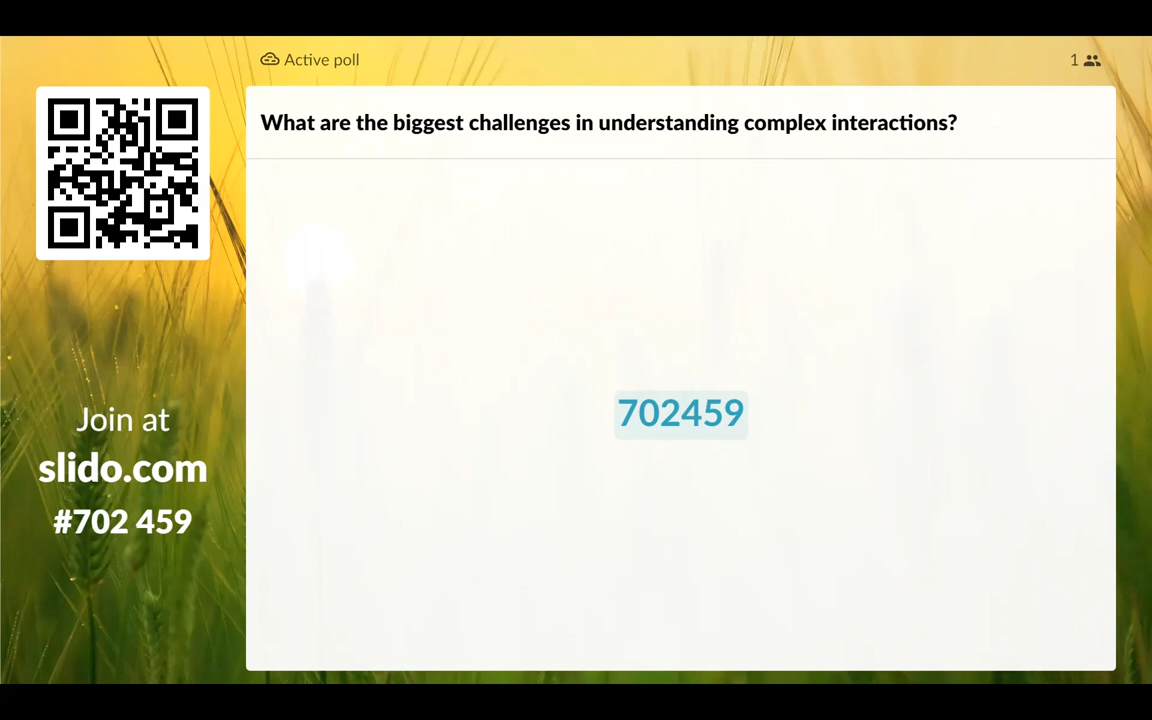 Active poll
1
What are the biggest challenges in understanding complex interactions?
702459
Join at
slido.com
#702 459